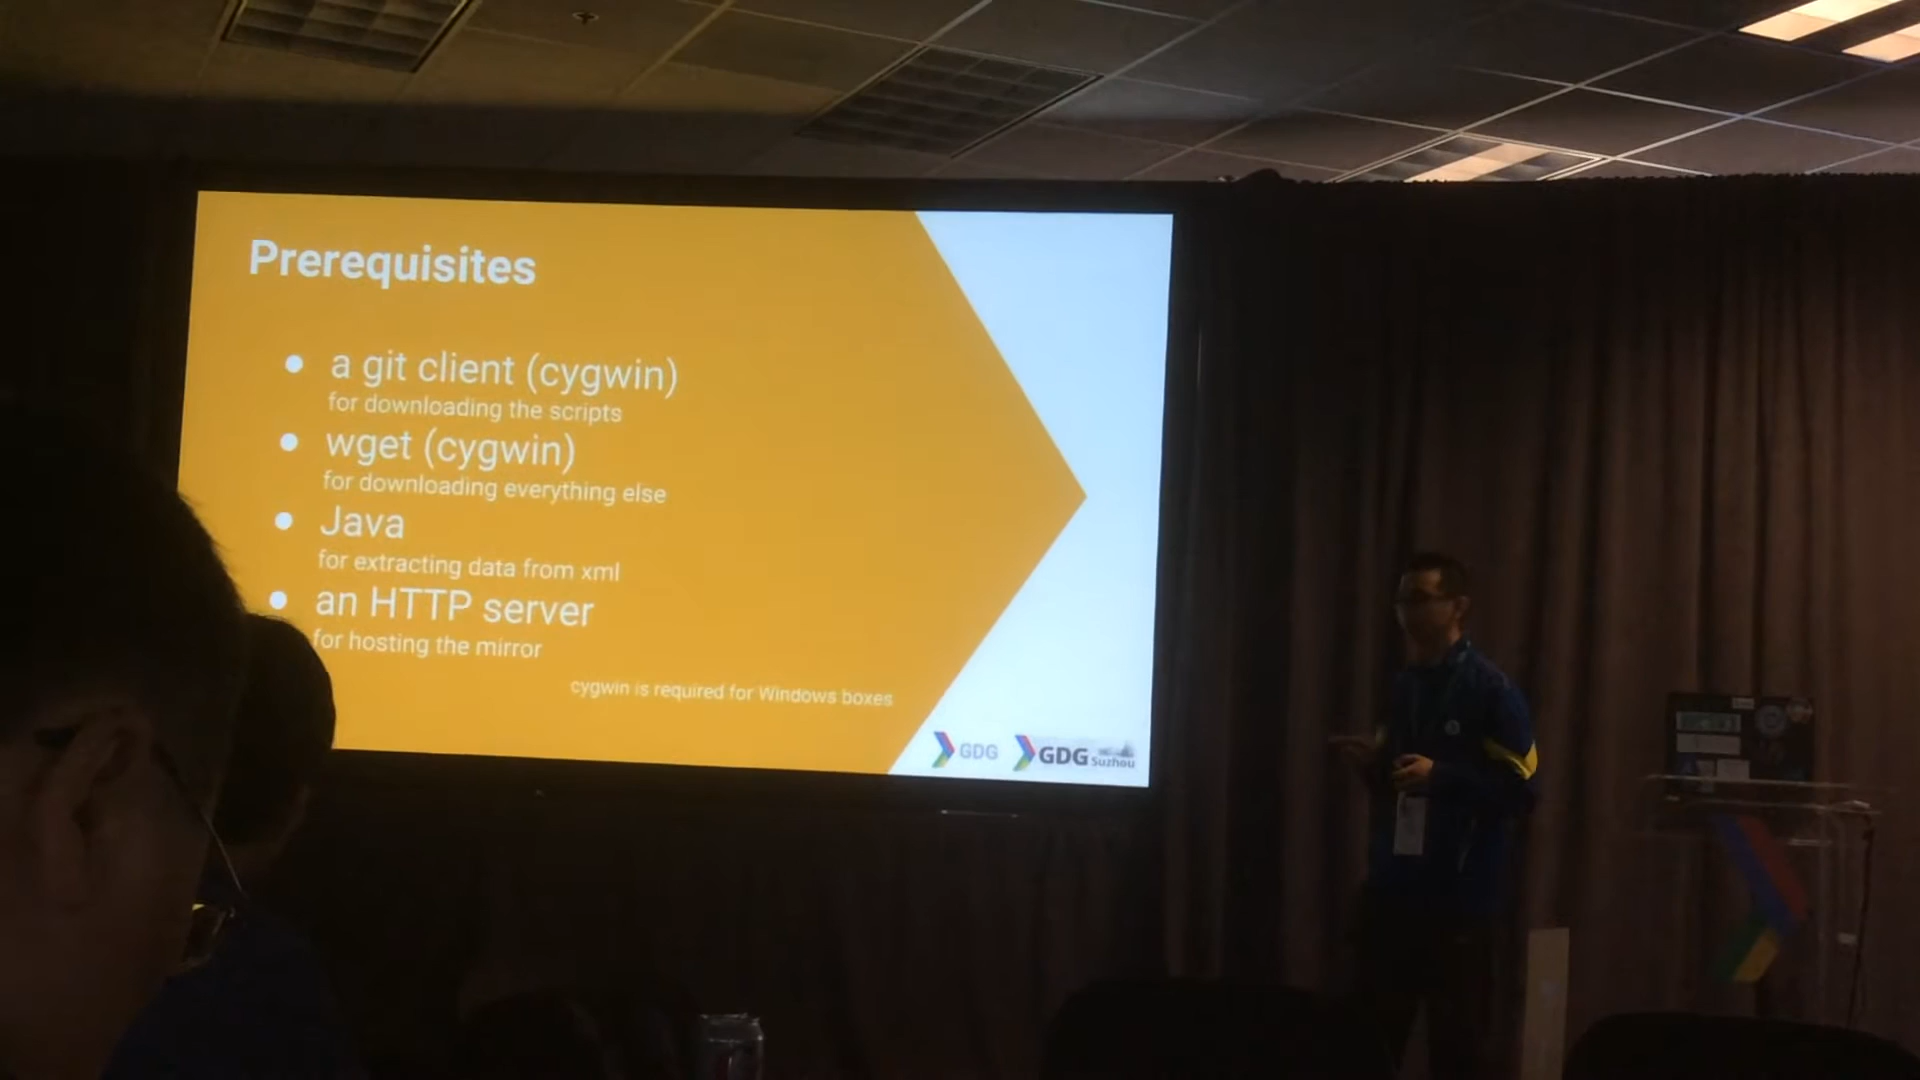 Prerequisites
● a git client (cygwin)
for downloading the scripts
● wget (cygwin)
for downloading everything else
● Java
for extracting data from xml
● an HTTP server
for hosting the mirror
cygwin is required for Windows boxes
GDG
GDG Suzhou